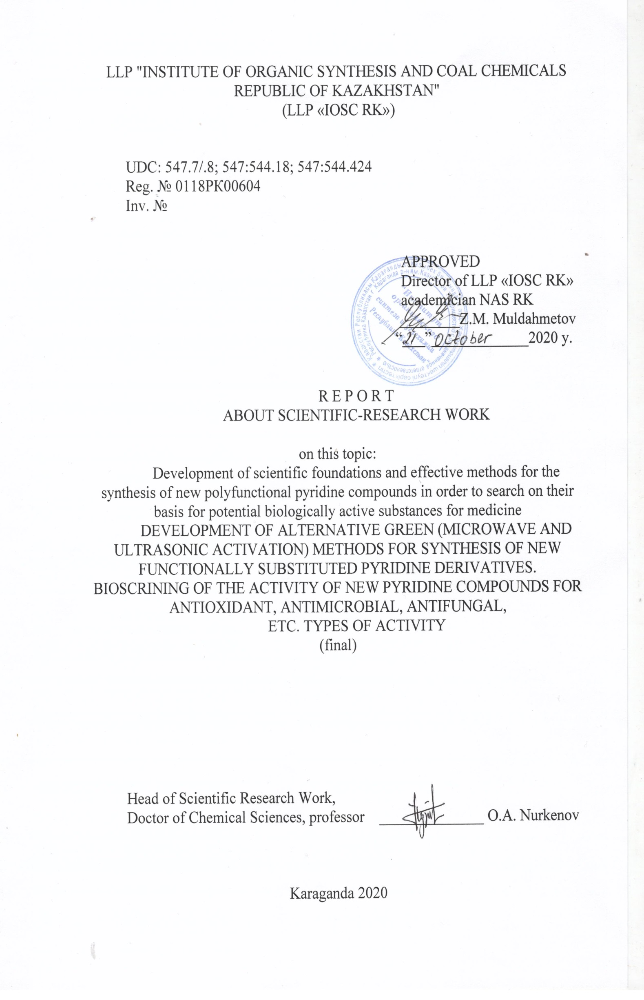 LLP "INSTITUTE OF ORGANIC SYNTHESIS AND COAL CHEMICALS
REPUBLIC OF KAZAKHSTAN"
(LLP «IOSC RK»)
UDC: 547.7/.8; 547:544.18; 547:544.424
Reg. № 0118РК00604
Inv. №
APPROVED
Director of LLP «IOSC RK»
academician NAS RK
Z.M. Muldahmetov
“21” October 2020 y.
Институт
органического
синтеза и углехимии
Республики Казахстан
R E P O R T
ABOUT SCIENTIFIC-RESEARCH WORK
on this topic:
Development of scientific foundations and effective methods for the
synthesis of new polyfunctional pyridine compounds in order to search on their
basis for potential biologically active substances for medicine
DEVELOPMENT OF ALTERNATIVE GREEN (MICROWAVE AND
ULTRASONIC ACTIVATION) METHODS FOR SYNTHESIS OF NEW
FUNCTIONALLY SUBSTITUTED PYRIDINE DERIVATIVES.
BIOSCRINING OF THE ACTIVITY OF NEW PYRIDINE COMPOUNDS FOR
ANTIOXIDANT, ANTIMICROBIAL, ANTIFUNGAL,
ETC. TYPES OF ACTIVITY
(final)
Head of Scientific Research Work,
Doctor of Chemical Sciences, professor O.A. Nurkenov
Karaganda 2020